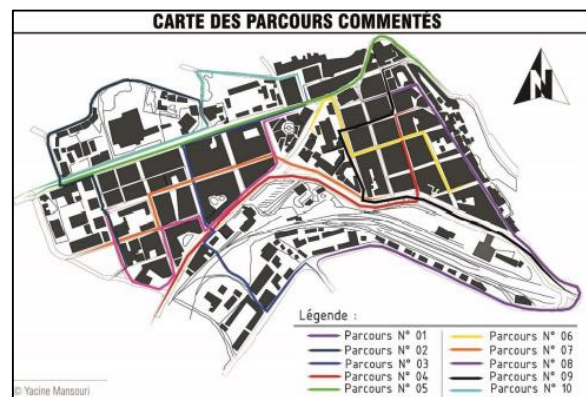 CARTE DES PARCOURS COMMENTÉS
N
Légende :
Parcours N° 01
Parcours N° 02
Parcours N° 03
Parcours N° 04
Parcours N° 05
Parcours N° 06
Parcours N° 07
Parcours N° 08
Parcours N° 09
Parcours N° 10
© Yacine Mansouri